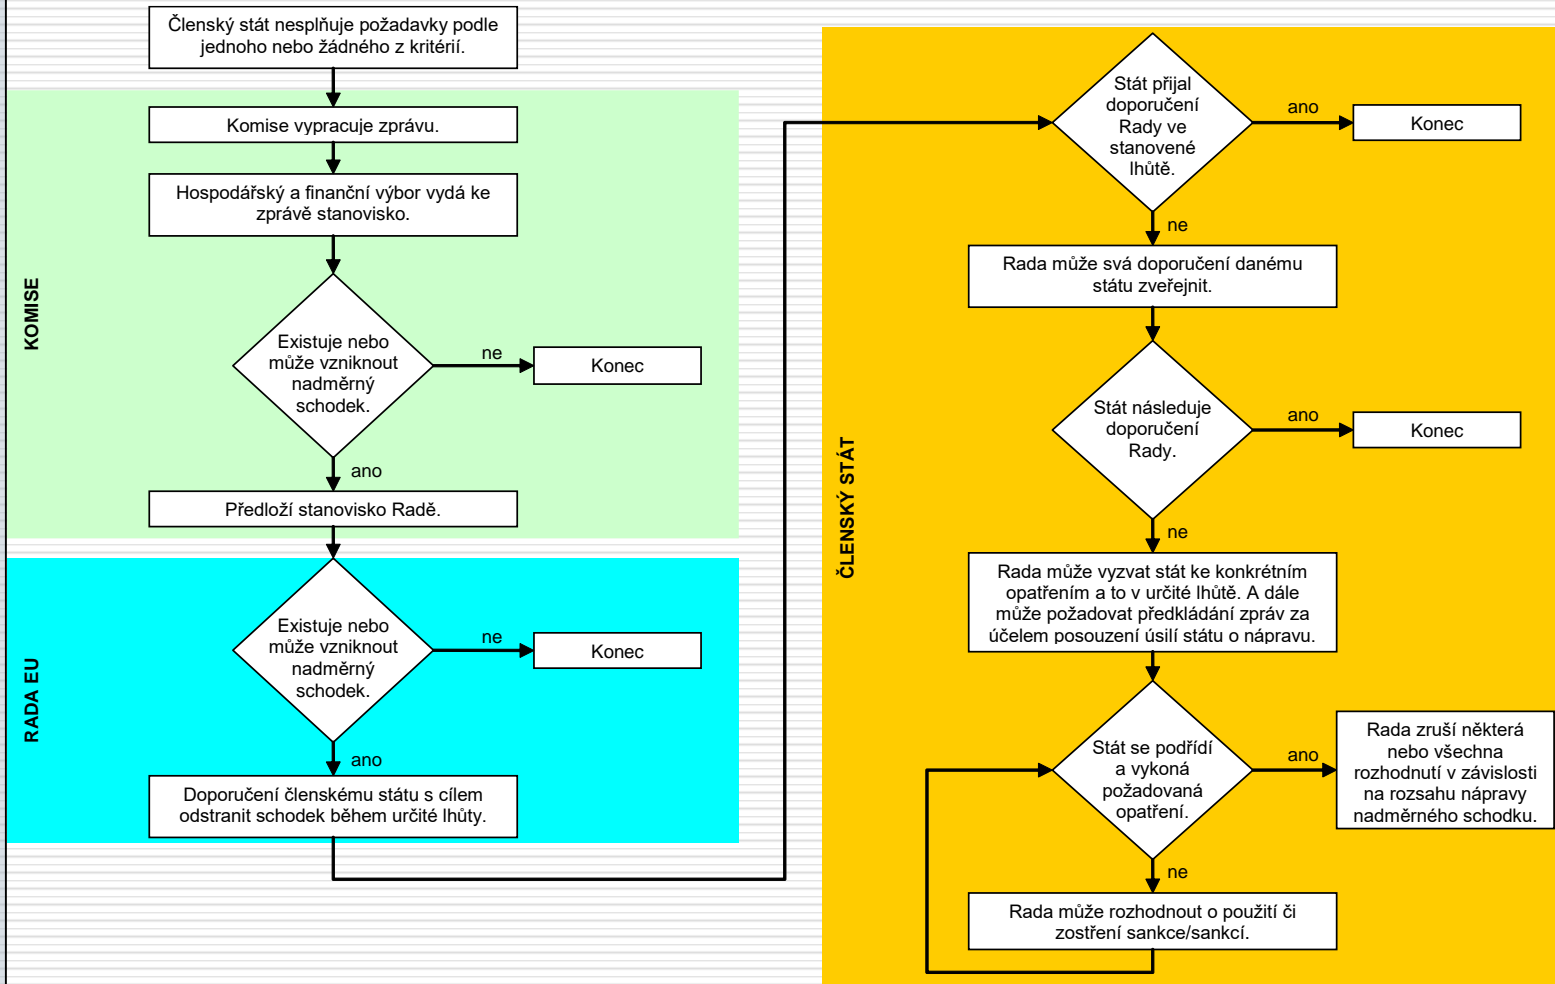 Členský stát nesplňuje požadavky podle
jednoho nebo žádného z kritérií.
KOMISE
Komise vypracuje zprávu.
Hospodářský a finanční výbor vydá ke
zprávě stanovisko.
Existuje nebo
může vzniknout
nadměrný
schodek.
ne
Konec
ano
Předloží stanovisko Radě.
RADA EU
Existuje nebo
může vzniknout
nadměrný
schodek.
ne
Konec
ano
Doporučení členskému státu s cílem
odstranit schodek během určité lhůty.
ČLENSKÝ STÁT
Stát přijal
doporučení
Rady ve
stanovené
lhůtě.
ano
Konec
ne
Rada může svá doporučení danému
státu zveřejnit.
Stát následuje
doporučení
Rady.
ano
Konec
ne
Rada může vyzvat stát ke konkrétním
opatřením a to v určité lhůtě. A dále
může požadovat předkládání zpráv za
účelem posouzení úsilí státu o nápravu.
Stát se podřídí
a vykoná
požadovaná
opatření.
ano
Rada zruší některá
nebo všechna
rozhodnutí v závislosti
na rozsahu nápravy
nadměrného schodku.
ne
Rada může rozhodnout o použití či
zostření sankce/sankcí.